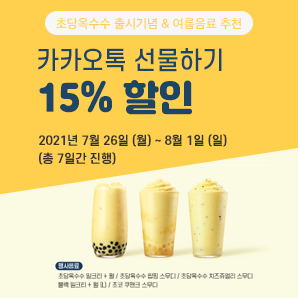 초당옥수수 출시기념 & 여름음료 추천
카카오톡 선물하기
15% 할인
2021년 7월 26일 (월) ~ 8월 1일 (일)
(총 7일간 진행)
행사음료
초당옥수수 밀크티 + 펄 / 초당옥수수 팝핑 스무디 / 초당옥수수 치즈쥬얼리 스무디
블랙 밀크티 + 펄 (L) / 초코 쿠앤크 스무디